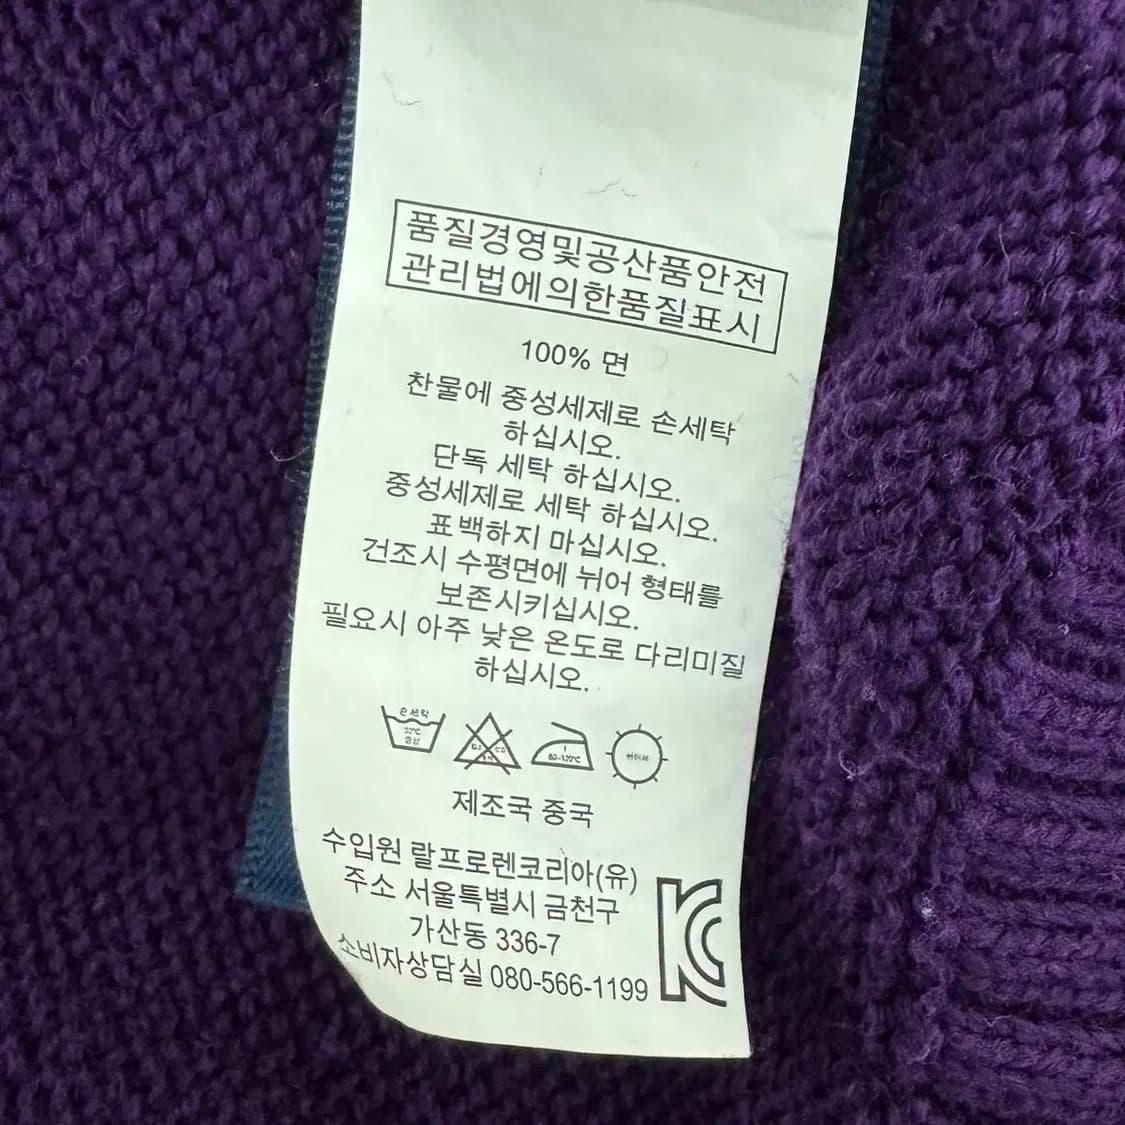 품질경영및공산품안전
관리법에의한품질표시
100% 면
찬물에 중성세제로 손세탁
하십시오.
단독 세탁 하십시오.
중성세제로 세탁 하십시오.
표백하지 마십시오.
건조시 수평면에 뉘어 형태를
보존시키십시오.
필요시 아주 낮은 온도로 다리미질
하십시오.
손세탁
제조국 중국
수입원 랄프로렌코리아(유)
주소 서울특별시 금천구
가산동 336-7
소비자상담실 080-566-1199